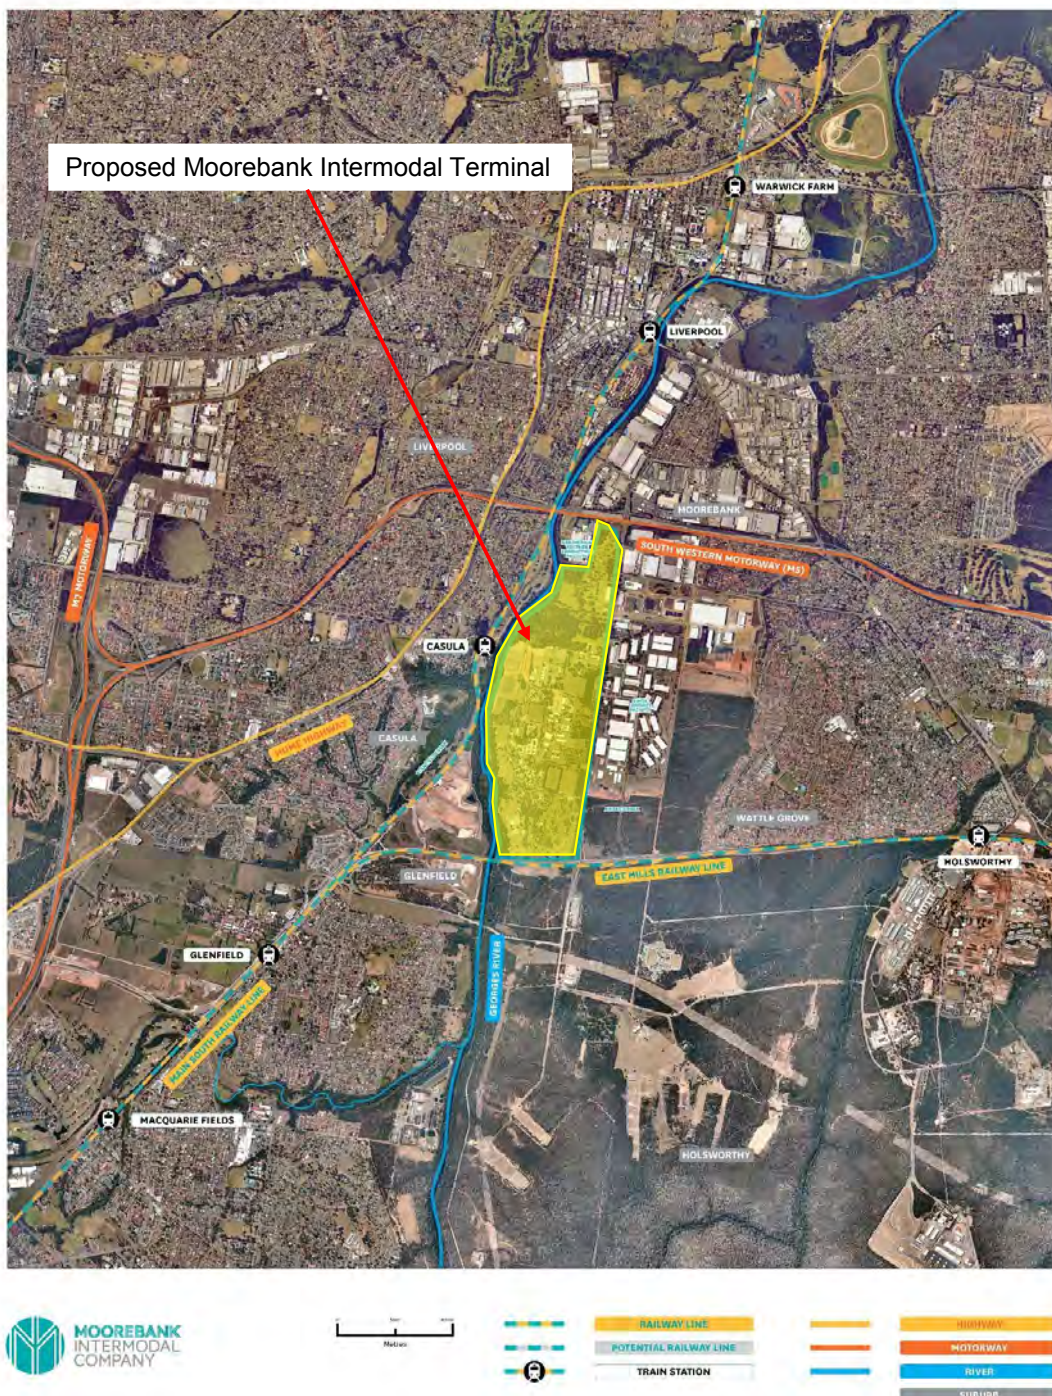 Proposed Moorebank Intermodal Terminal
WARWICK FARM
LIVERPOOL
LIVERPOOL
MOOREBANK
SOUTH WESTERN MOTORWAY (M5)
M7 MOTORWAY
CASULA
HUME HIGHWAY
CASULA
WATTLE GROVE
HOLSWORTHY
EAST HILLS RAILWAY LINE
GLENFIELD
GLENFIELD
GEORGES RIVER
MAIN SOUTH RAILWAY LINE
MACQUARIE FIELDS
HOLSWORTHY
MOOREBANK
INTERMODAL
COMPANY
Metres
RAILWAY LINE
POTENTIAL RAILWAY LINE
TRAIN STATION
HIGHWAY
MOTORWAY
RIVER
SUBURB